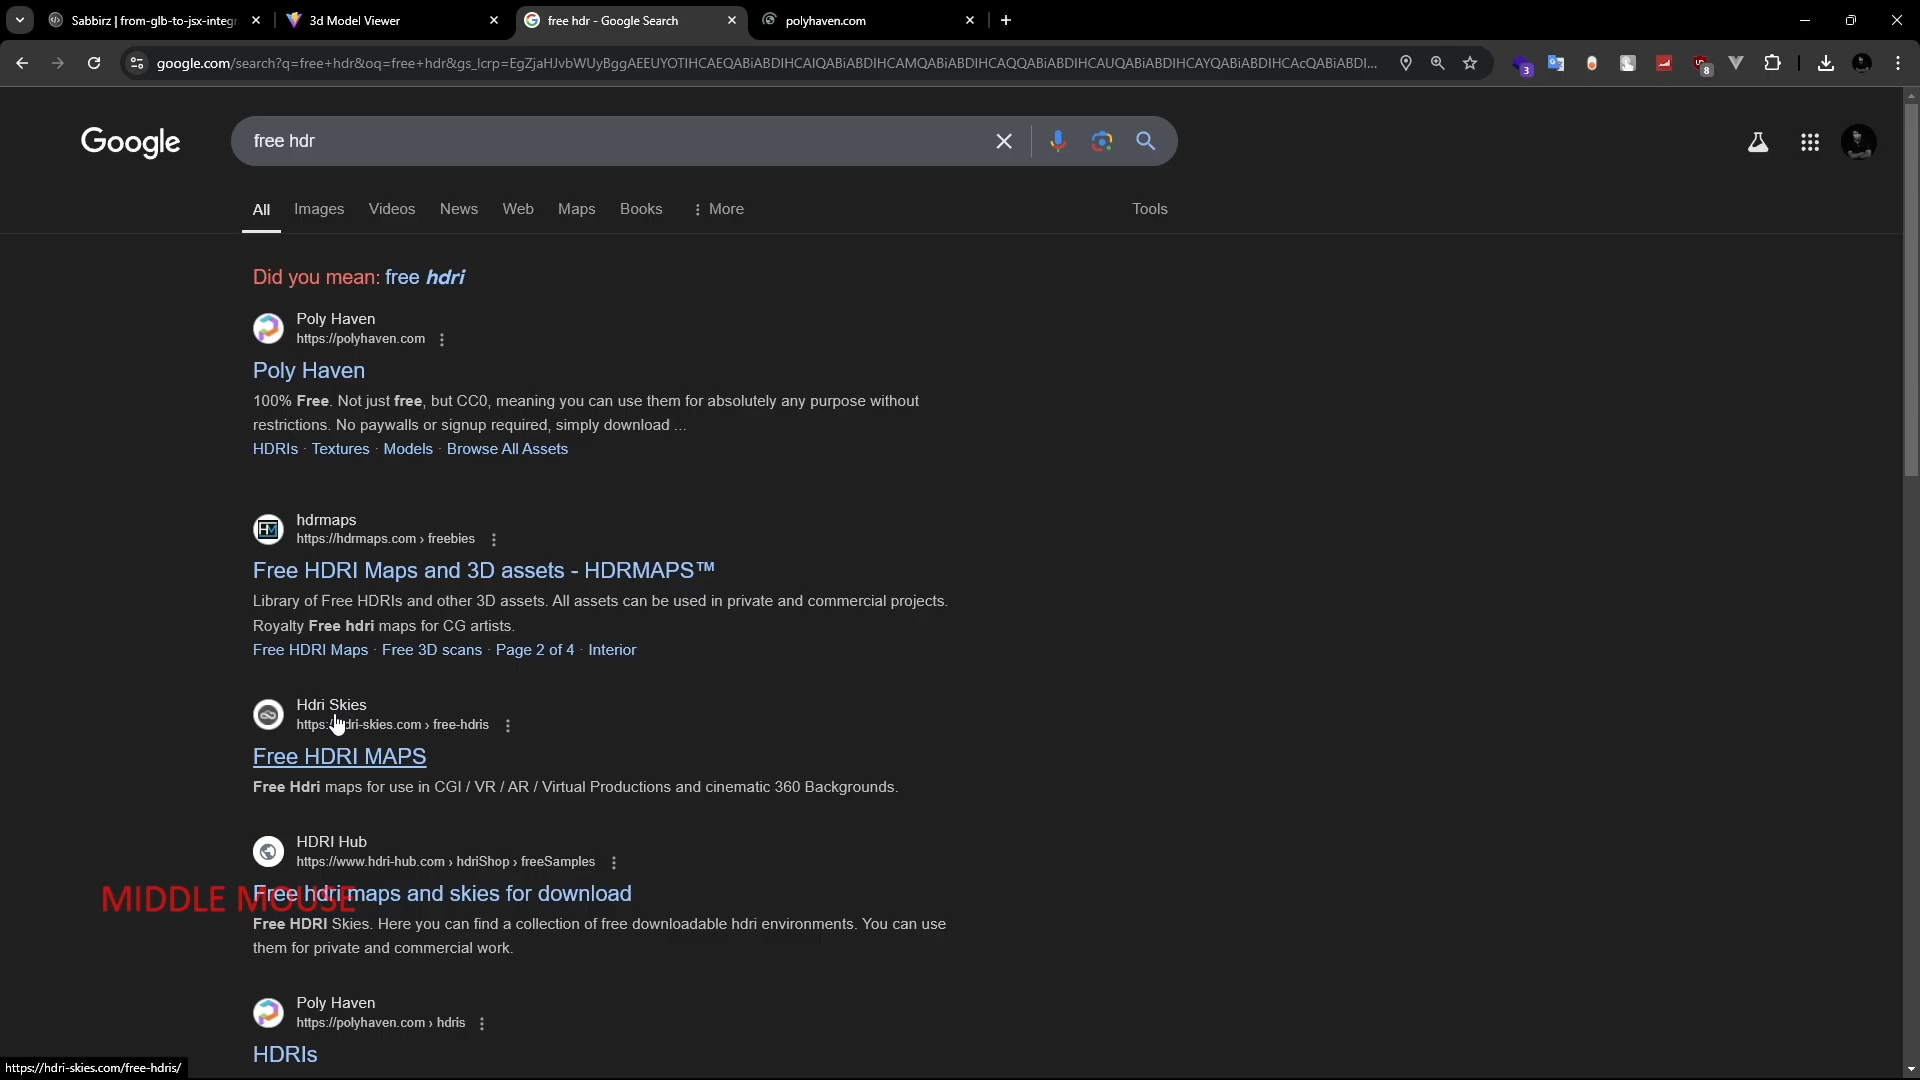 Sabbirz | from-glb-to-jsx-integr
3d Model Viewer
free hdr - Google Search
polyhaven.com
google.com/search?q=free+hdr&oq=free+hdr&gs_lcrp=EgZjaHJvbWUyBggAEEUYOTIHCAEQABiABDIHCAIQABiABDIHCAMQABiABDIHCAQQABiABDIHCAUQABiABDIHCAYQABiABDIHCAcQABiABDI...
3
8
Google
free hdr
All
Images
Videos
News
Web
Maps
Books
More
Tools
Did you mean: free hdri
Poly Haven
https://polyhaven.com
Poly Haven
100% Free. Not just free, but CC0, meaning you can use them for absolutely any purpose without
restrictions. No paywalls or signup required, simply download ...
HDRIs · Textures · Models · Browse All Assets
hdrmaps
https://hdrmaps.com › freebies
Free HDRI Maps and 3D assets - HDRMAPS™
Library of Free HDRIs and other 3D assets. All assets can be used in private and commercial projects.
Royalty Free hdri maps for CG artists.
Free HDRI Maps · Free 3D scans · Page 2 of 4 · Interior
Hdri Skies
https://hdri-skies.com › free-hdris
Free HDRI MAPS
Free Hdri maps for use in CGI / VR / AR / Virtual Productions and cinematic 360 Backgrounds.
HDRI Hub
https://www.hdri-hub.com › hdriShop › freeSamples
Free hdri maps and skies for download
MIDDLE MOUSE
Free HDRI Skies. Here you can find a collection of free downloadable hdri environments. You can use
them for private and commercial work.
Poly Haven
https://polyhaven.com › hdris
HDRIs
https://hdri-skies.com/free-hdris/